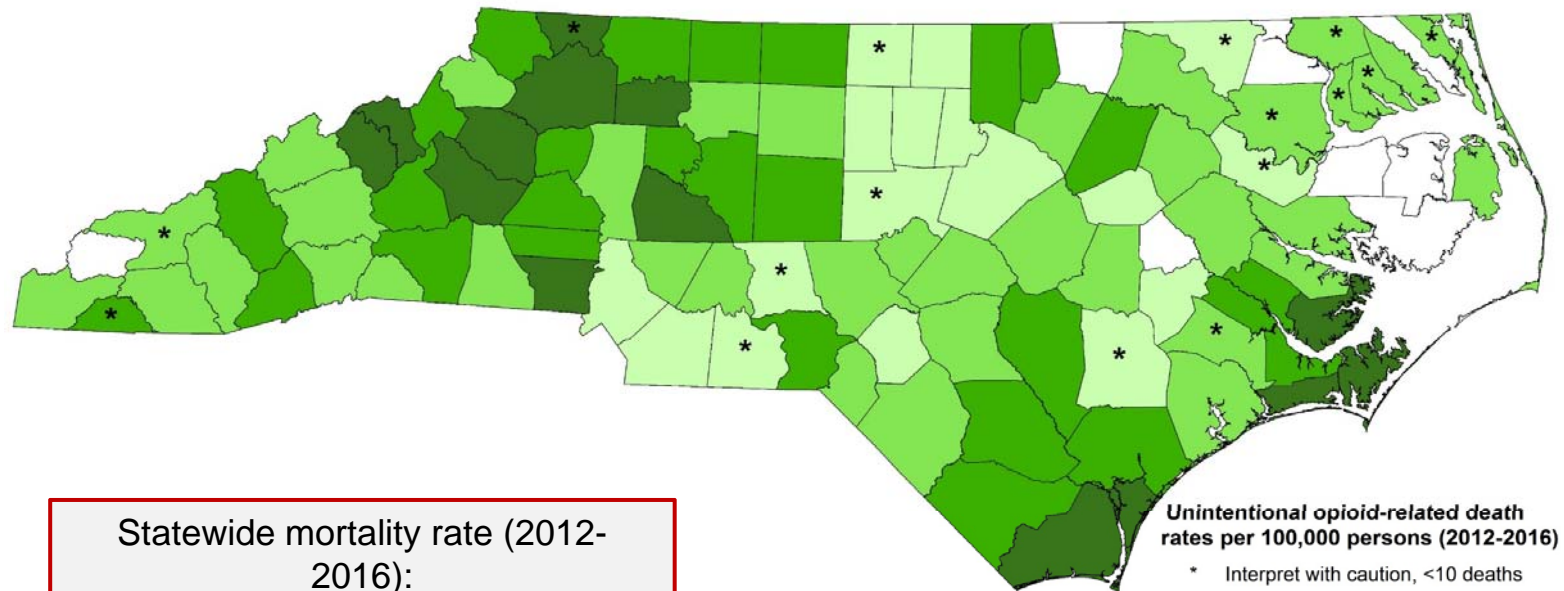 Statewide mortality rate (2012-
2016):
Unintentional opioid-related death
rates per 100,000 persons (2012-2016)
* Interpret with caution, <10 deaths